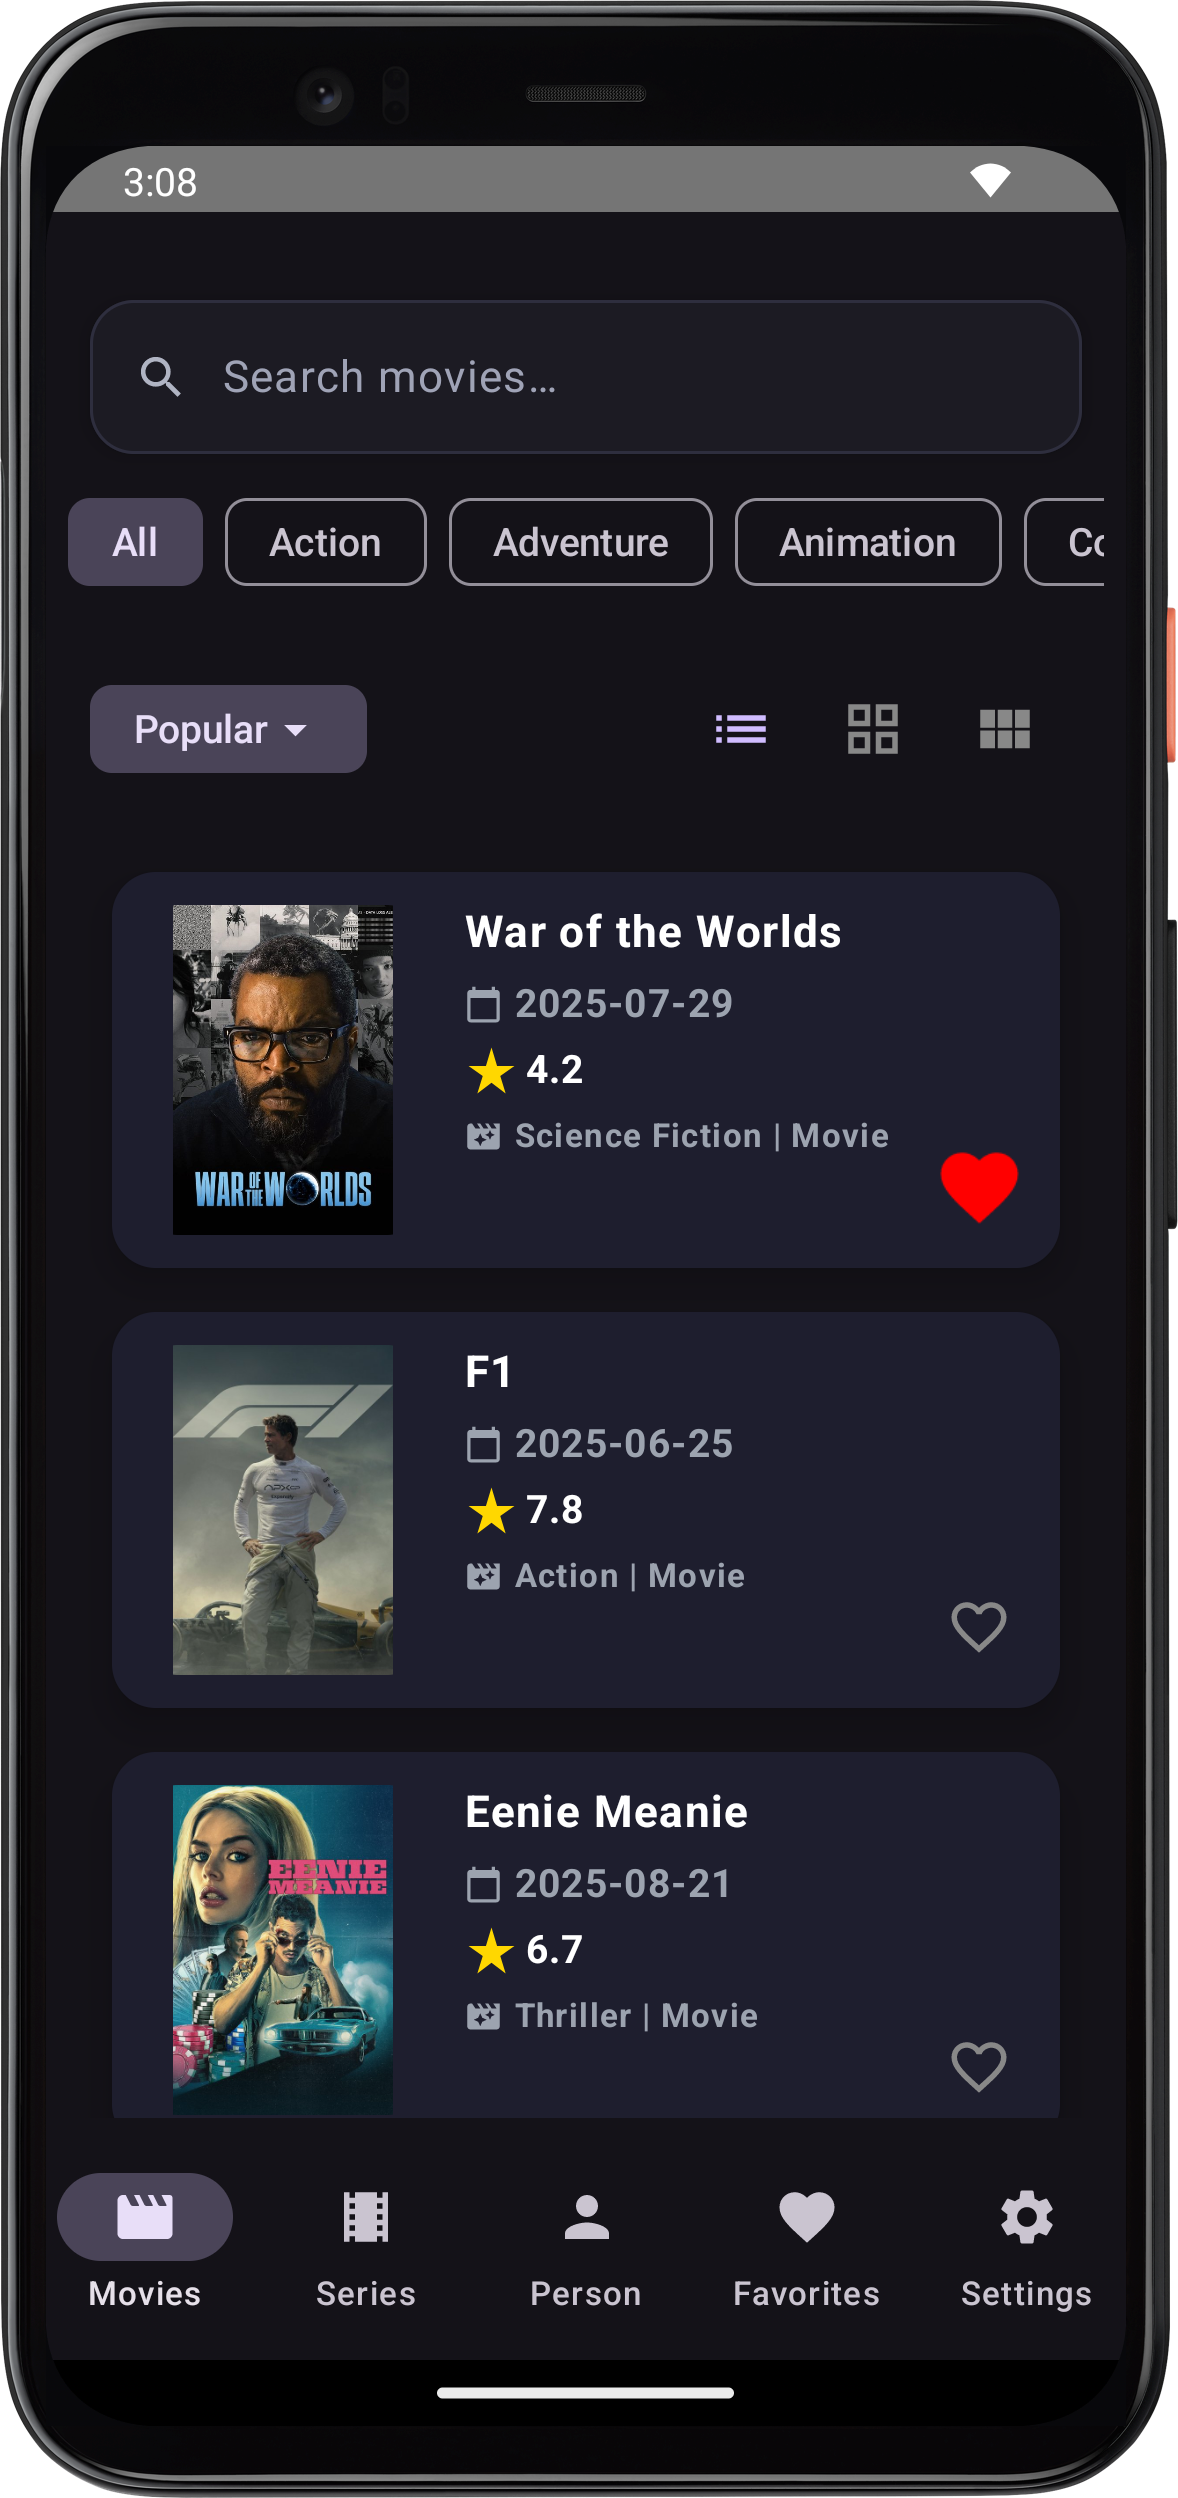 3:08
Search movies...
All Action Adventure Animation Co
Popular
War of the Worlds
2025-07-29
4.2
Science Fiction | Movie
WAR OF THE WORLDS
F1
F1
2025-06-25
7.8
Action | Movie
Eenie Meanie
EENIE
MEANIE
2025-08-21
6.7
Thriller | Movie
Movies Series Person Favorites Settings